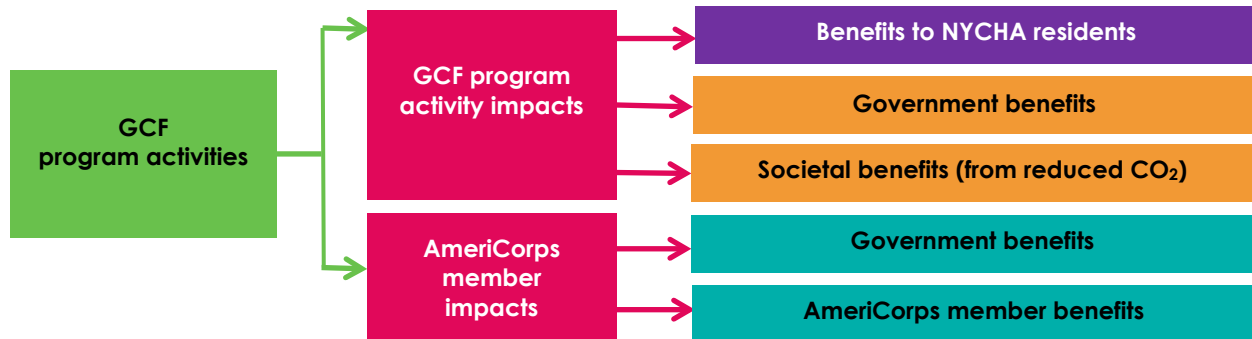 GCF
program activities
GCF program
activity impacts
Benefits to NYCHA residents
Government benefits
Societal benefits (from reduced CO₂)
AmeriCorps
member
impacts
Government benefits
AmeriCorps member benefits